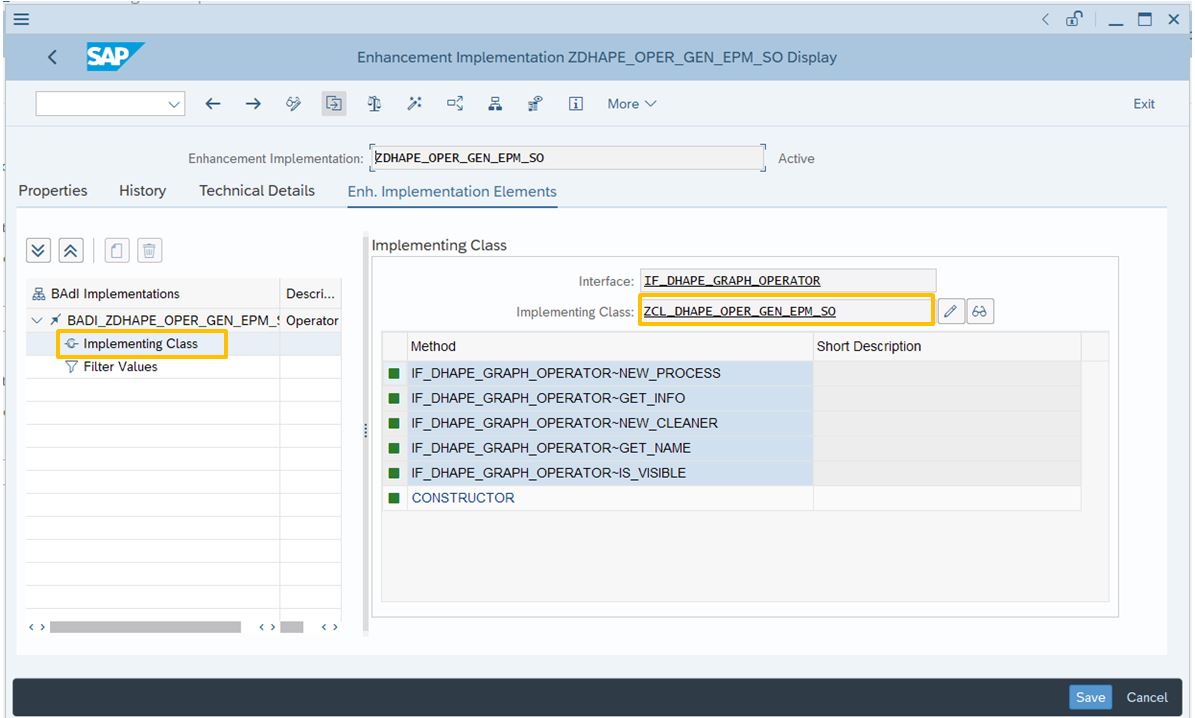 SAP
Enhancement Implementation ZDHAPE_OPER_GEN_EPM_SO Display
More
Exit
Enhancement Implementation: ZDHAPE_OPER_GEN_EPM_SO Active
Properties History Technical Details Enh. Implementation Elements
Implementing Class
Interface: IF_DHAPE_GRAPH_OPERATOR
Implementing Class: ZCL_DHAPE_OPER_GEN_EPM_SO
BAdI Implementations Descri...
BADI_ZDHAPE_OPER_GEN_EPM_S Operator
Implementing Class
Filter Values
Method Short Description
IF_DHAPE_GRAPH_OPERATOR~NEW_PROCESS
IF_DHAPE_GRAPH_OPERATOR~GET_INFO
IF_DHAPE_GRAPH_OPERATOR~NEW_CLEANER
IF_DHAPE_GRAPH_OPERATOR~GET_NAME
IF_DHAPE_GRAPH_OPERATOR~IS_VISIBLE
CONSTRUCTOR
Save Cancel